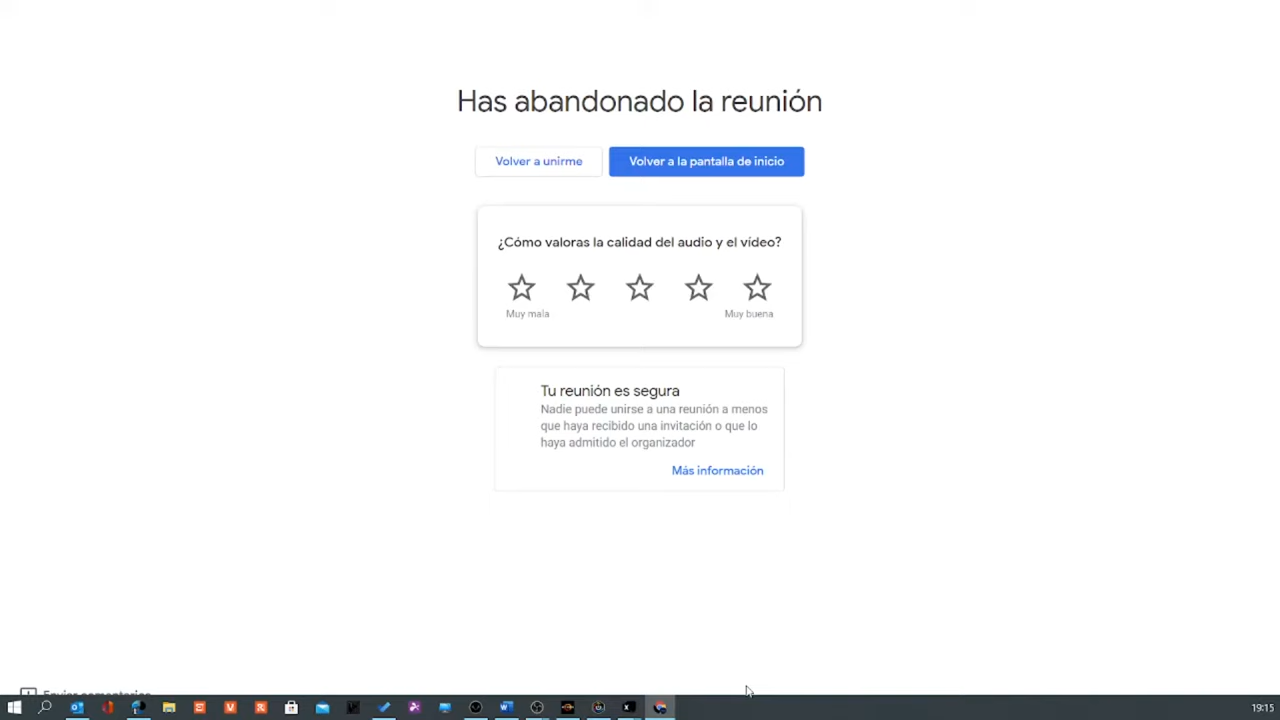 Has abandonado la reunión
Volver a unirme
Volver a la pantalla de inicio
¿Cómo valoras la calidad del audio y el vídeo?
Muy mala
Muy buena
Tu reunión es segura
Nadie puede unirse a una reunión a menos
que haya recibido una invitación o que lo
haya admitido el organizador
Más información
Enviar comentarios
19:15